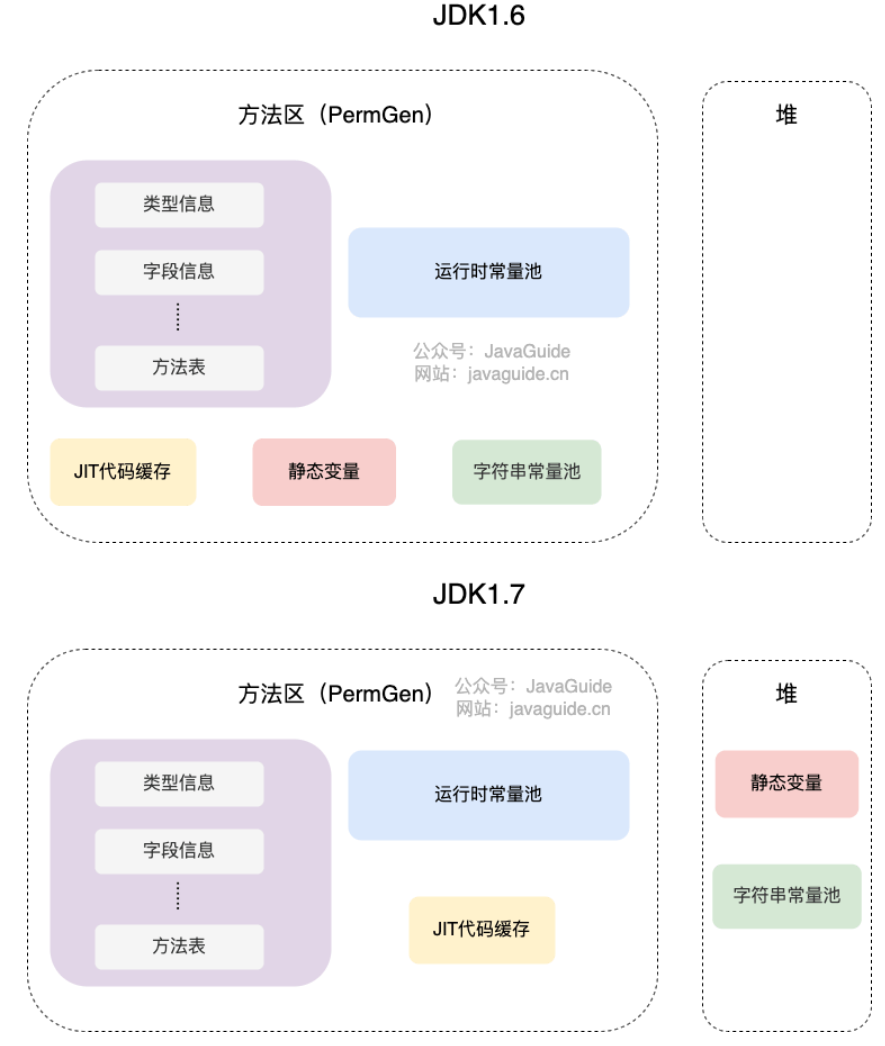 JDK1.6
方法区（PermGen）
堆
类型信息
字段信息
运行时常量池
方法表
公众号：JavaGuide
网站：javaguide.cn
JIT代码缓存
静态变量
字符串常量池
JDK1.7
方法区（PermGen）
公众号：JavaGuide
网站：javaguide.cn
堆
类型信息
字段信息
方法表
运行时常量池
JIT代码缓存
静态变量
字符串常量池